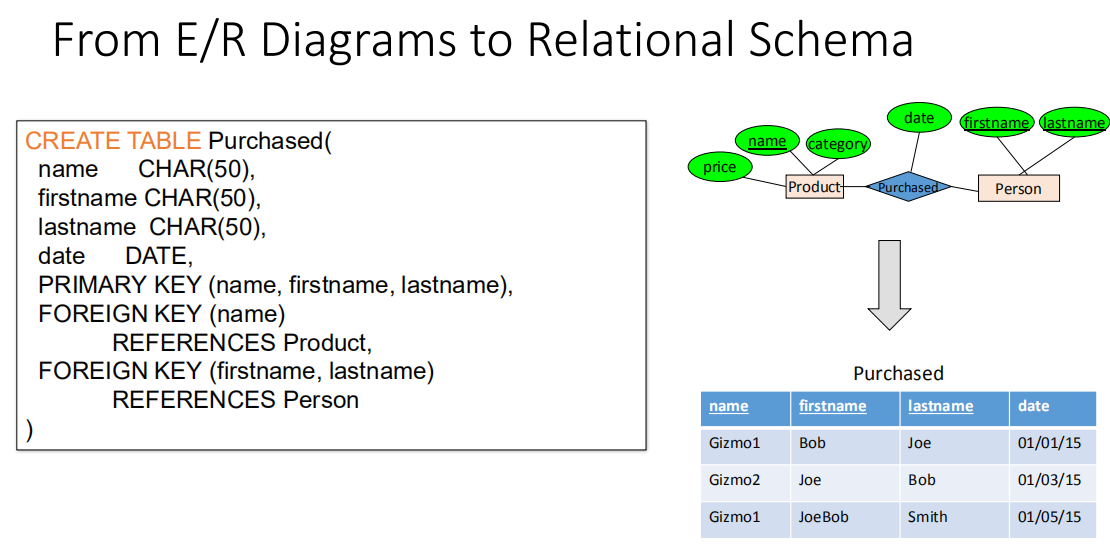 From E/R Diagrams to Relational Schema
CREATE TABLE Purchased(
name CHAR(50),
firstname CHAR(50),
lastname CHAR(50),
date DATE,
PRIMARY KEY (name, firstname, lastname),
FOREIGN KEY (name)
REFERENCES Product,
FOREIGN KEY (firstname, lastname)
REFERENCES Person
)
date
firstname
lastname
name
category
price
Product
Purchased
Person
Purchased
name firstname lastname date
Gizmo1 Bob Joe 01/01/15
Gizmo2 Joe Bob 01/03/15
Gizmo1 JoeBob Smith 01/05/15